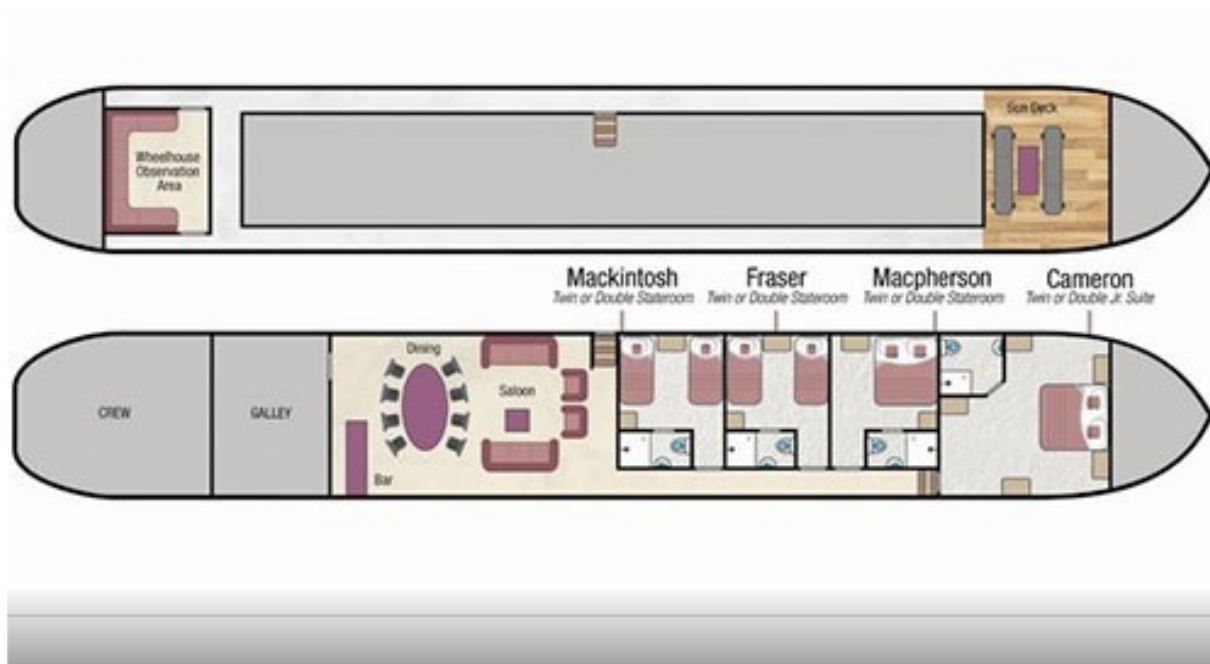 Wheelhouse
Observation
Area
Sun Deck
Mackintosh
Twin or Double Stateroom
Fraser
Twin or Double Stateroom
Macpherson
Twin or Double Stateroom
Cameron
Twin or Double Jr. Suite
CREW
GALLEY
Dining
Saloon
Bar